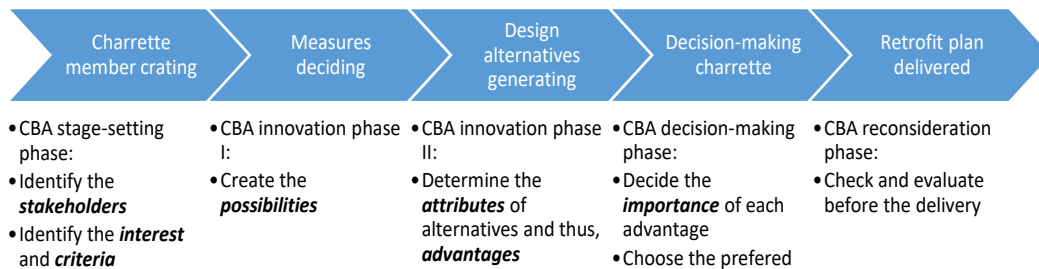 Charrette
member crating
Measures
deciding
Design
alternatives
generating
Decision-making
charrette
Retrofit plan
delivered
•CBA stage-setting
phase:
•Identify the
stakeholders
•Identify the interest
and criteria
•CBA innovation phase
I:
•Create the
possibilities
•CBA innovation phase
II:
•Determine the
attributes of
alternatives and thus,
advantages
•CBA decision-making
phase:
•Decide the
importance of each
advantage
•Choose the prefered
•CBA reconsideration
phase:
•Check and evaluate
before the delivery